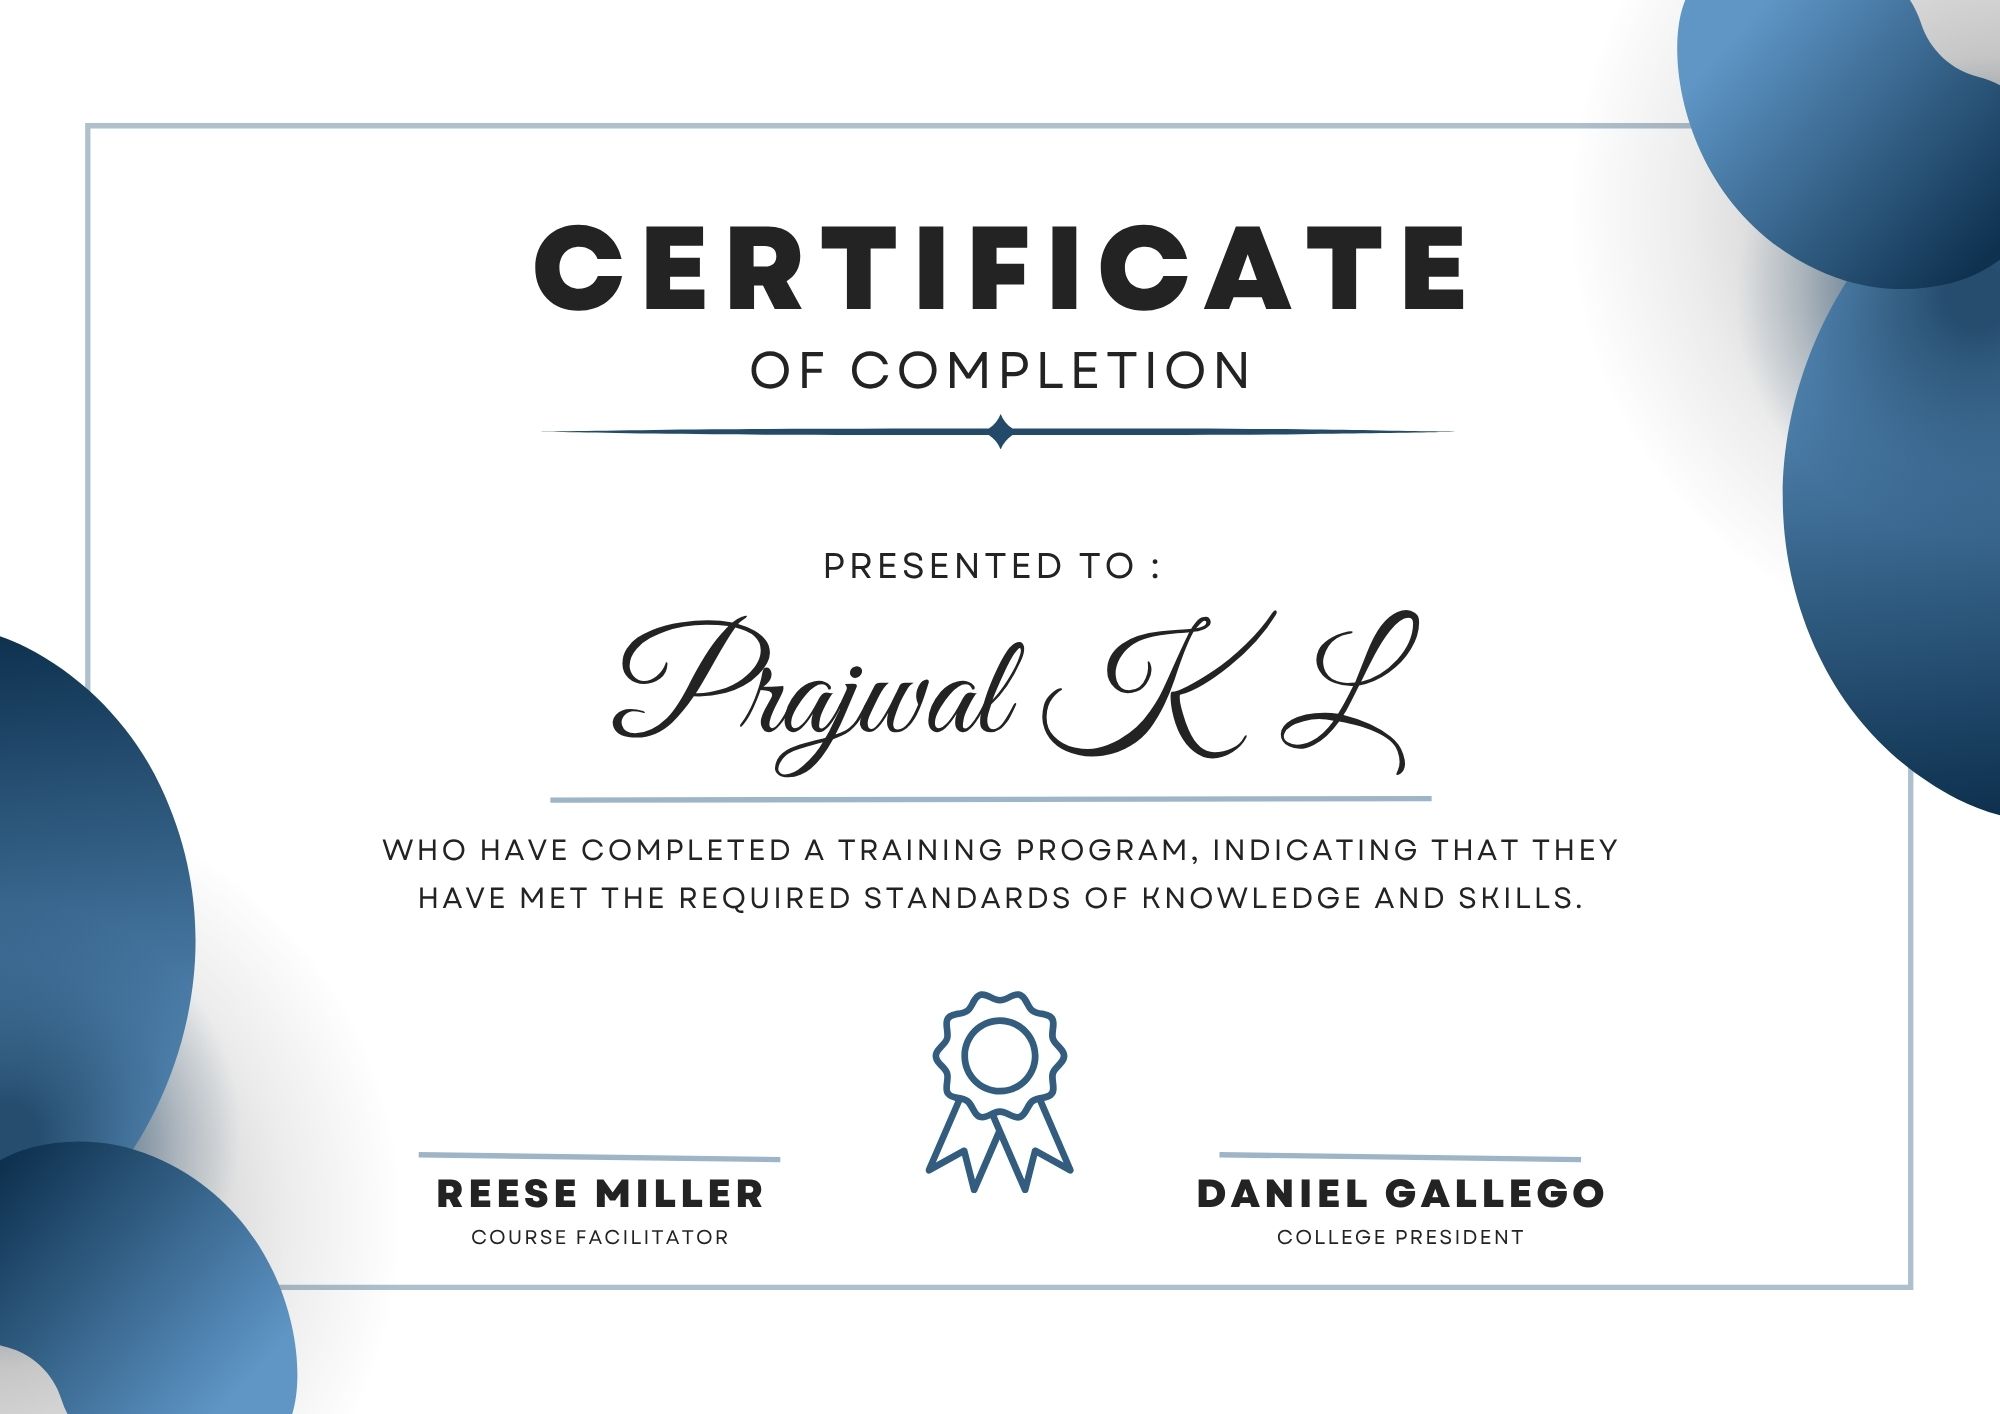 CERTIFICATE
OF COMPLETION
PRESENTED TO :
Prajwal K L
WHO HAVE COMPLETED A TRAINING PROGRAM, INDICATING THAT THEY
HAVE MET THE REQUIRED STANDARDS OF KNOWLEDGE AND SKILLS.
REESE MILLER
COURSE FACILITATOR
DANIEL GALLEGO
COLLEGE PRESIDENT